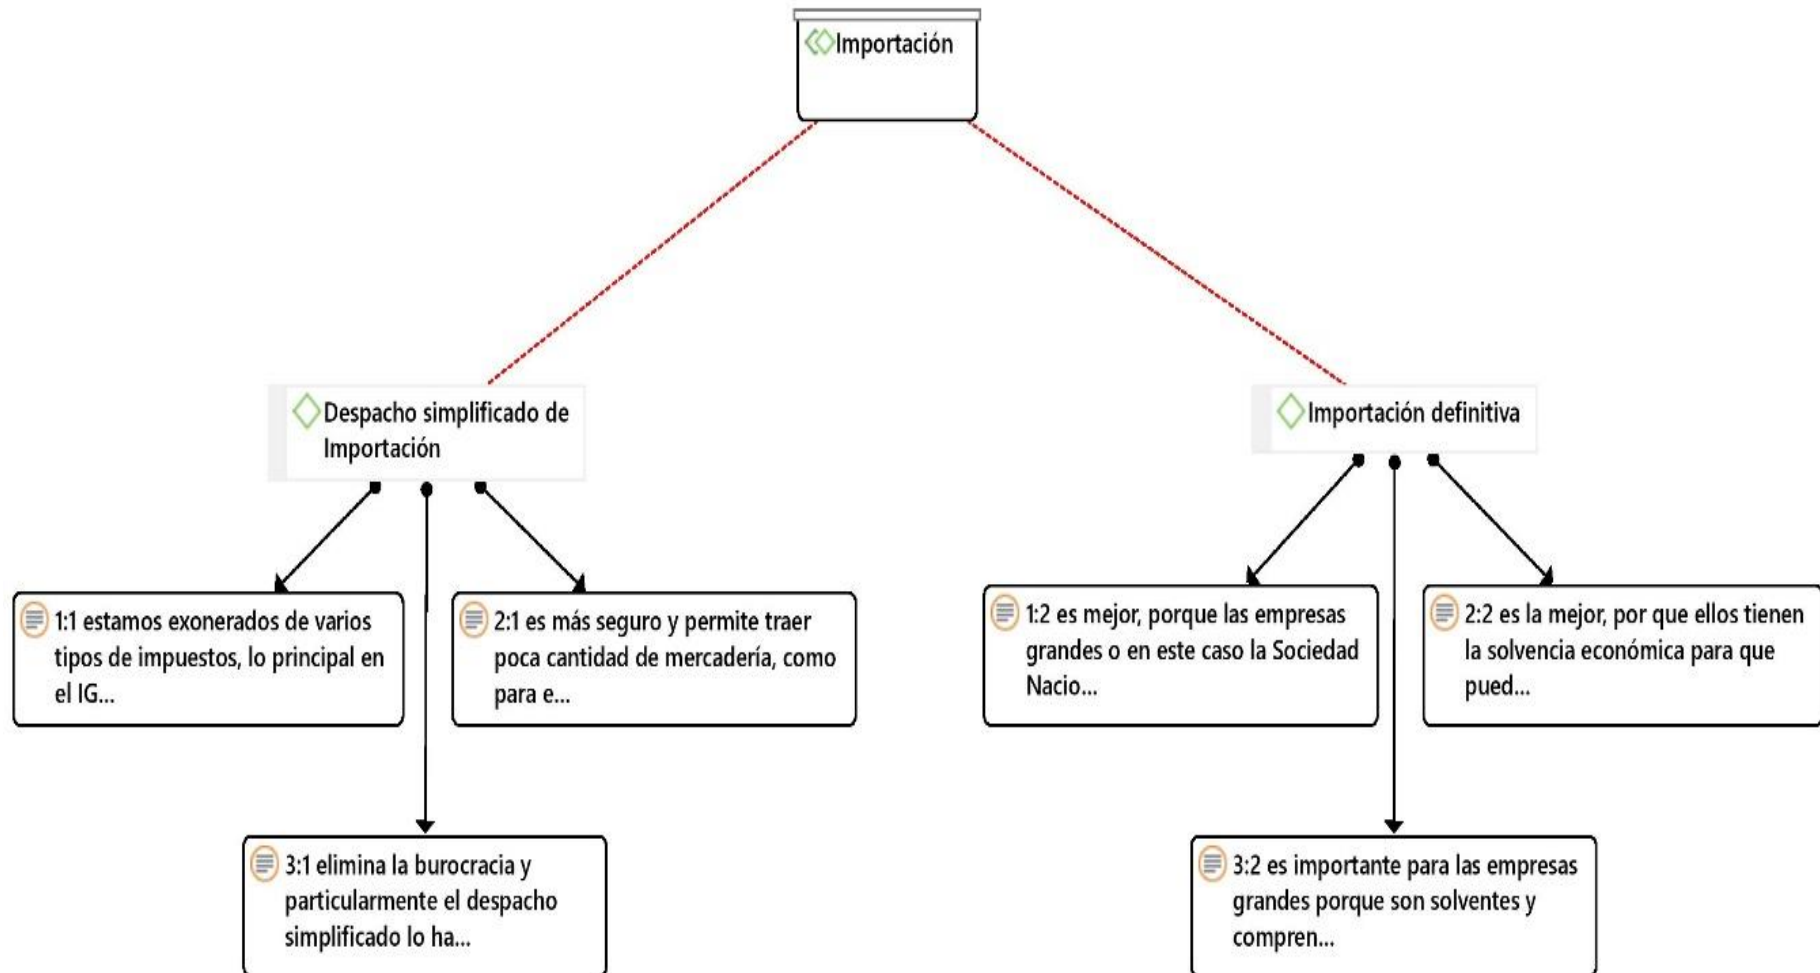 Importación
Despacho simplificado de
Importación
Importación definitiva
1:1 estamos exonerados de varios
tipos de impuestos, lo principal en
el IG...
2:1 es más seguro y permite traer
poca cantidad de mercadería, como
para e...
1:2 es mejor, porque las empresas
grandes o en este caso la Sociedad
Nacio...
2:2 es la mejor, por que ellos tienen
la solvencia económica para que
pued...
3:1 elimina la burocracia y
particularmente el despacho
simplificado lo ha...
3:2 es importante para las empresas
grandes porque son solventes y
compren...